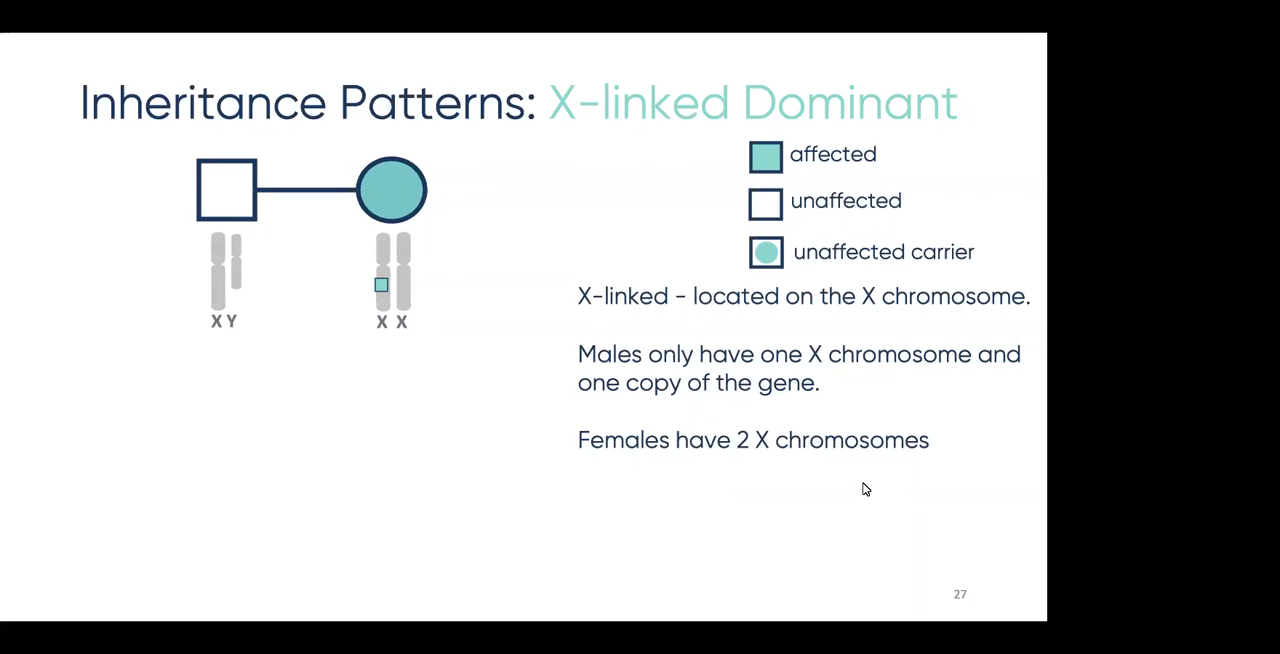 Inheritance Patterns: X-linked Dominant
affected
unaffected
unaffected carrier
X Y
X X
X-linked - located on the X chromosome.
Males only have one X chromosome and
one copy of the gene.
Females have 2 X chromosomes
27